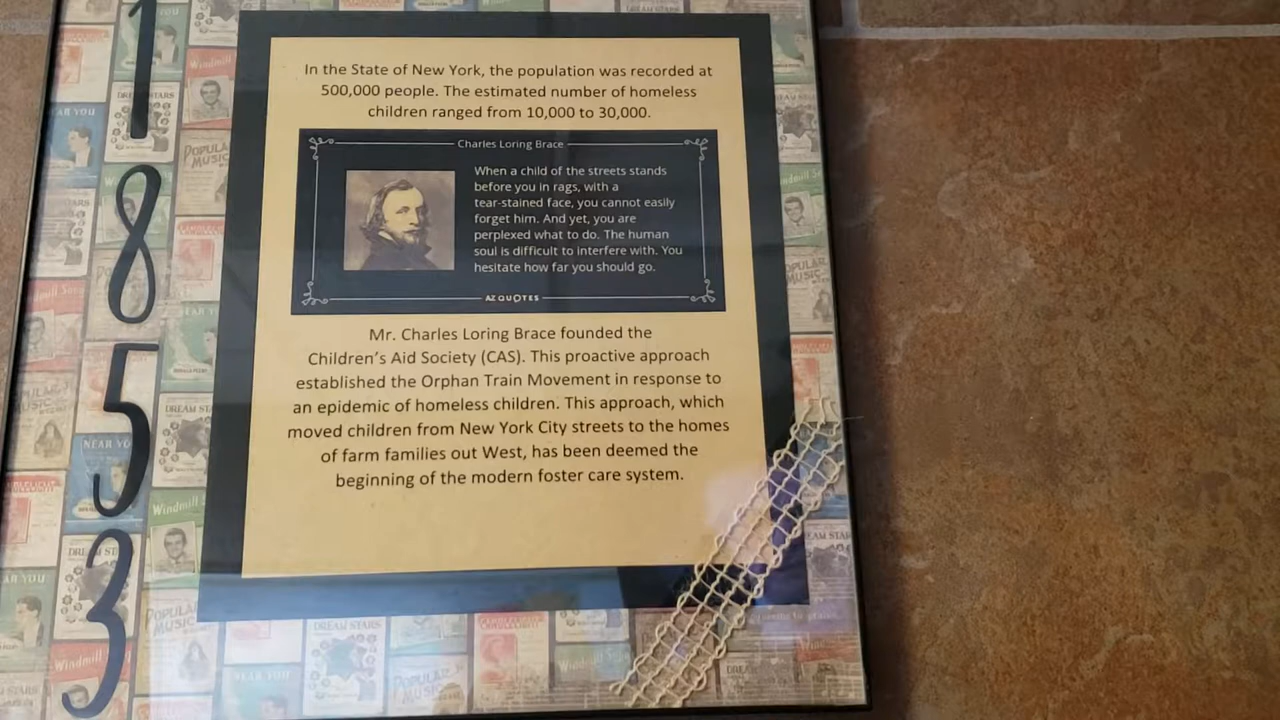 1
8
5
3
In the State of New York, the population was recorded at
500,000 people. The estimated number of homeless
children ranged from 10,000 to 30,000.
Charles Loring Brace
When a child of the streets stands
before you in rags, with a
tear-stained face, you cannot easily
forget him. And yet, you are
perplexed what to do. The human
soul is difficult to interfere with. You
hesitate how far you should go.
AZ QUOTES
Mr. Charles Loring Brace founded the
Children's Aid Society (CAS). This proactive approach
established the Orphan Train Movement in response to
an epidemic of homeless children. This approach, which
moved children from New York City streets to the homes
of farm families out West, has been deemed the
beginning of the modern foster care system.